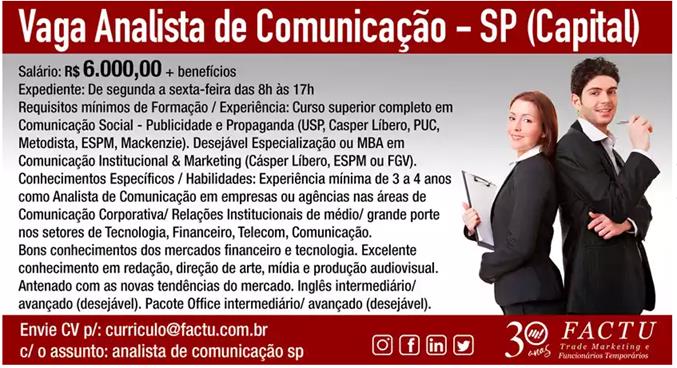 Vaga Analista de Comunicação – SP (Capital)
Salário: R$ 6.000,00 + benefícios
Expediente: De segunda a sexta-feira das 8h às 17h
Requisitos mínimos de Formação / Experiência: Curso superior completo em
Comunicação Social - Publicidade e Propaganda (USP, Casper Líbero, PUC,
Metodista, ESPM, Mackenzie). Desejável Especialização ou MBA em
Comunicação Institucional & Marketing (Cásper Líbero, ESPM ou FGV).
Conhecimentos Específicos / Habilidades: Experiência mínima de 3 a 4 anos
como Analista de Comunicação em empresas ou agências nas áreas de
Comunicação Corporativa/ Relações Institucionais de médio/ grande porte
nos setores de Tecnologia, Financeiro, Telecom, Comunicação.
Bons conhecimentos dos mercados financeiro e tecnologia. Excelente
conhecimento em redação, direção de arte, mídia e produção audiovisual.
Antenado com as novas tendências do mercado. Inglês intermediário/
avançado (desejável). Pacote Office intermediário/ avançado (desejável).
Envie CV p/: curriculo@factu.com.br
c/ o assunto: analista de comunicação sp
30 anos
FACTU
Trade Marketing e
Funcionários Temporários